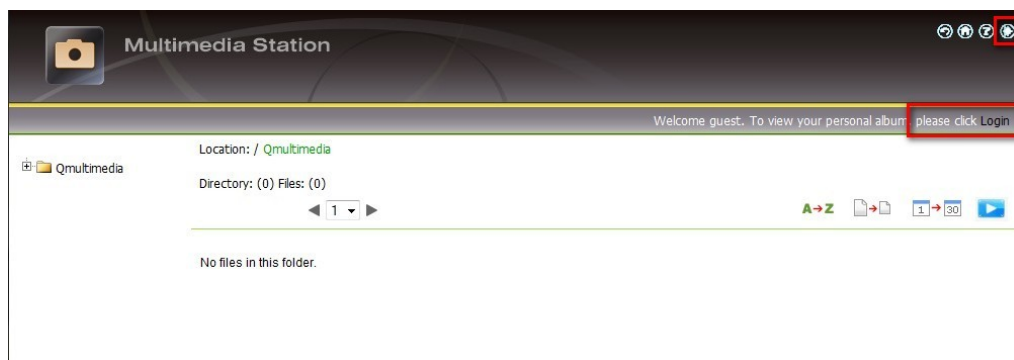 Multimedia Station
Welcome guest. To view your personal album, please click Login
Qmultimedia
Location: / Qmultimedia
Directory: (0) Files: (0)
1
A→Z
1→30
No files in this folder.